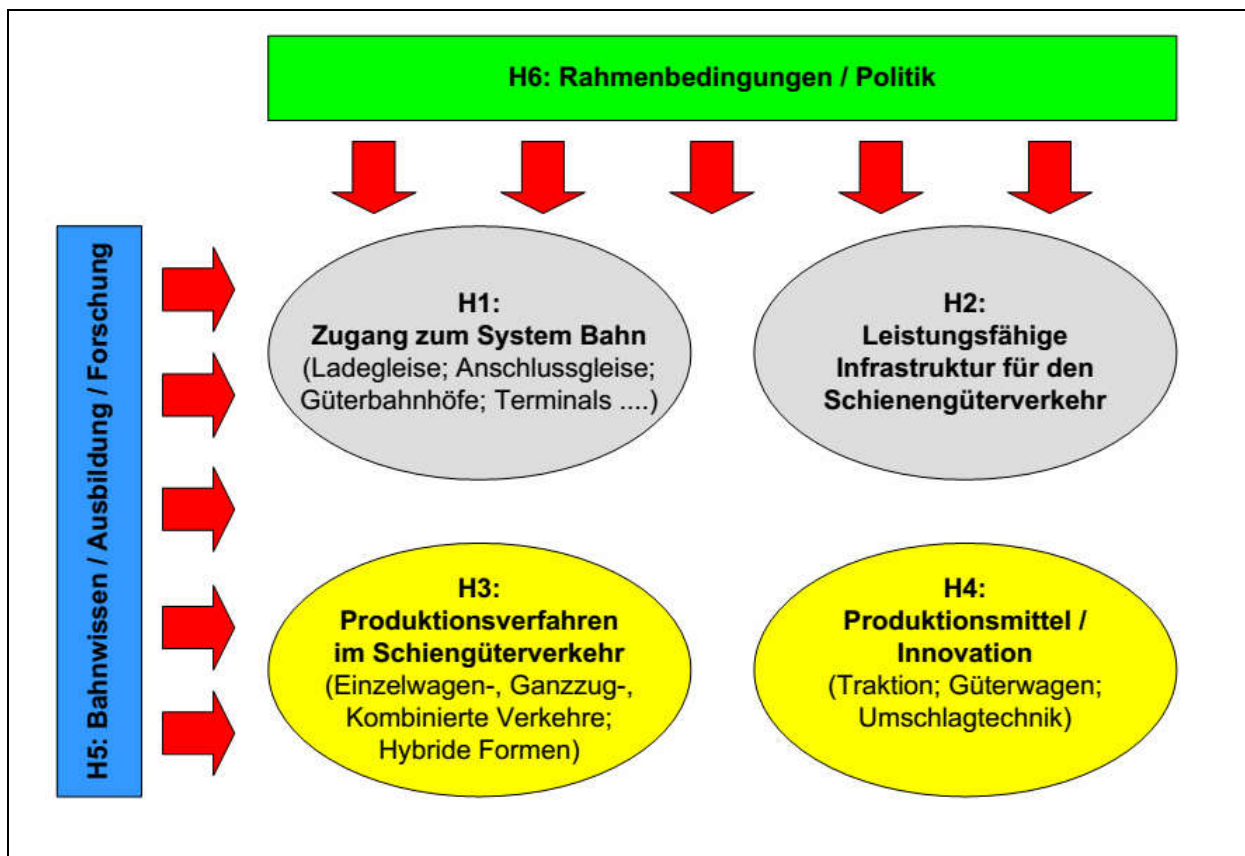 H6: Rahmenbedingungen / Politik
H5: Bahnwissen / Ausbildung / Forschung
H1:
Zugang zum System Bahn
(Ladegleise; Anschlussgleise;
Güterbahnhöfe; Terminals ....)
H2:
Leistungsfähige
Infrastruktur für den
Schienengüterverkehr
H3:
Produktionsverfahren
im Schiengüterverkehr
(Einzelwagen-, Ganzzug-,
Kombinierte Verkehre;
Hybride Formen)
H4:
Produktionsmittel /
Innovation
(Traktion; Güterwagen;
Umschlagtechnik)